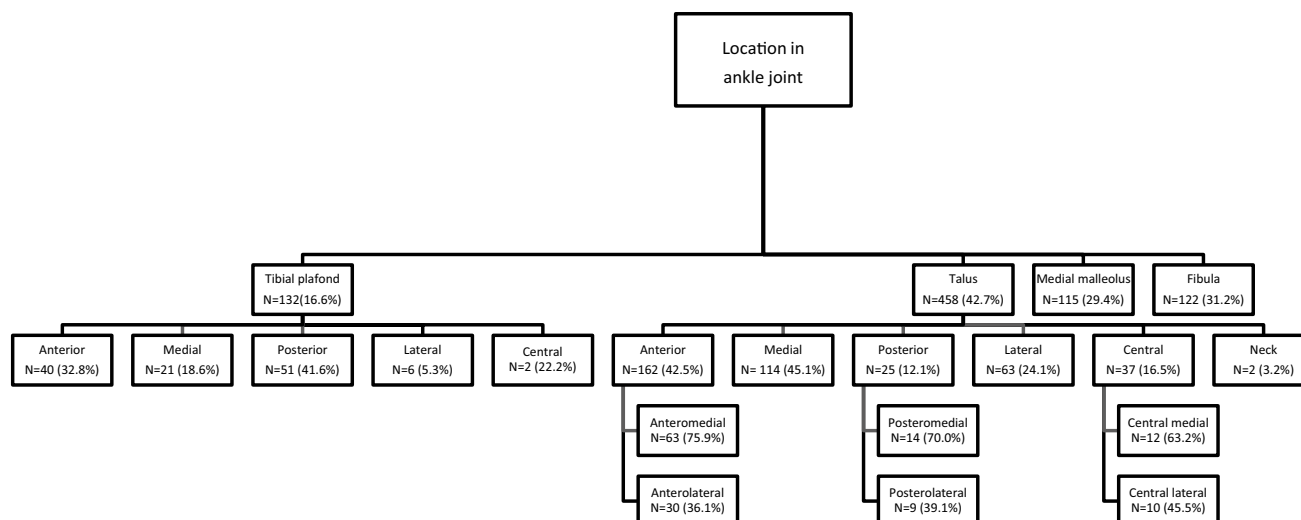 Location in
ankle joint
Tibial plafond
N=132(16.6%)
Talus
N=458 (42.7%)
Medial malleolus
N=115 (29.4%)
Fibula
N=122 (31.2%)
Anterior
N=40 (32.8%)
Medial
N=21 (18.6%)
Posterior
N=51 (41.6%)
Lateral
N=6 (5.3%)
Central
N=2 (22.2%)
Anterior
N=162 (42.5%)
Medial
N= 114 (45.1%)
Posterior
N=25 (12.1%)
Lateral
N=63 (24.1%)
Central
N=37 (16.5%)
Neck
N=2 (3.2%)
Anteromedial
N=63 (75.9%)
Posteromedial
N=14 (70.0%)
Central medial
N=12 (63.2%)
Anterolateral
N=30 (36.1%)
Posterolateral
N=9 (39.1%)
Central lateral
N=10 (45.5%)